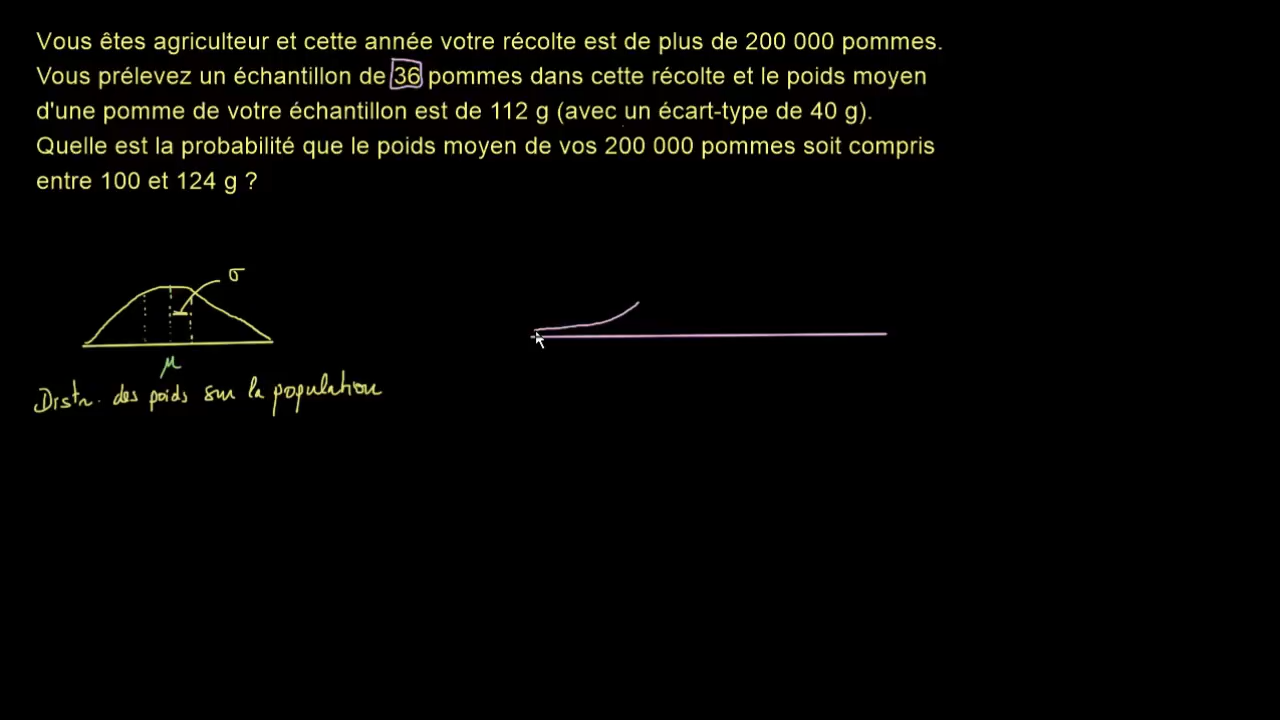 Vous êtes agriculteur et cette année votre récolte est de plus de 200 000 pommes.
Vous prélevez un échantillon de 36 pommes dans cette récolte et le poids moyen
d'une pomme de votre échantillon est de 112 g (avec un écart-type de 40 g).
Quelle est la probabilité que le poids moyen de vos 200 000 pommes soit compris
entre 100 et 124 g ?
σ
μ
Distr. des poids sur la population